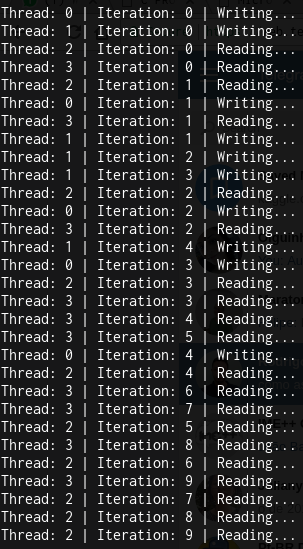 Thread: 0 | Iteration: 0 | Writing...
Thread: 1 | Iteration: 0 | Writing...
Thread: 2 | Iteration: 0 | Reading...
Thread: 3 | Iteration: 0 | Reading...
Thread: 2 | Iteration: 1 | Reading...
Thread: 0 | Iteration: 1 | Writing...
Thread: 3 | Iteration: 1 | Reading...
Thread: 1 | Iteration: 1 | Writing...
Thread: 1 | Iteration: 2 | Writing...
Thread: 1 | Iteration: 3 | Writing...
Thread: 2 | Iteration: 2 | Reading...
Thread: 0 | Iteration: 2 | Writing...
Thread: 3 | Iteration: 2 | Reading...
Thread: 1 | Iteration: 4 | Writing...
Thread: 0 | Iteration: 3 | Writing...
Thread: 2 | Iteration: 3 | Reading...
Thread: 3 | Iteration: 3 | Reading...
Thread: 3 | Iteration: 4 | Reading...
Thread: 3 | Iteration: 5 | Reading...
Thread: 0 | Iteration: 4 | Writing...
Thread: 2 | Iteration: 4 | Reading...
Thread: 3 | Iteration: 6 | Reading...
Thread: 3 | Iteration: 7 | Reading...
Thread: 2 | Iteration: 5 | Reading...
Thread: 3 | Iteration: 8 | Reading...
Thread: 2 | Iteration: 6 | Reading...
Thread: 3 | Iteration: 9 | Reading...
Thread: 2 | Iteration: 7 | Reading...
Thread: 2 | Iteration: 8 | Reading...
Thread: 2 | Iteration: 9 | Reading...